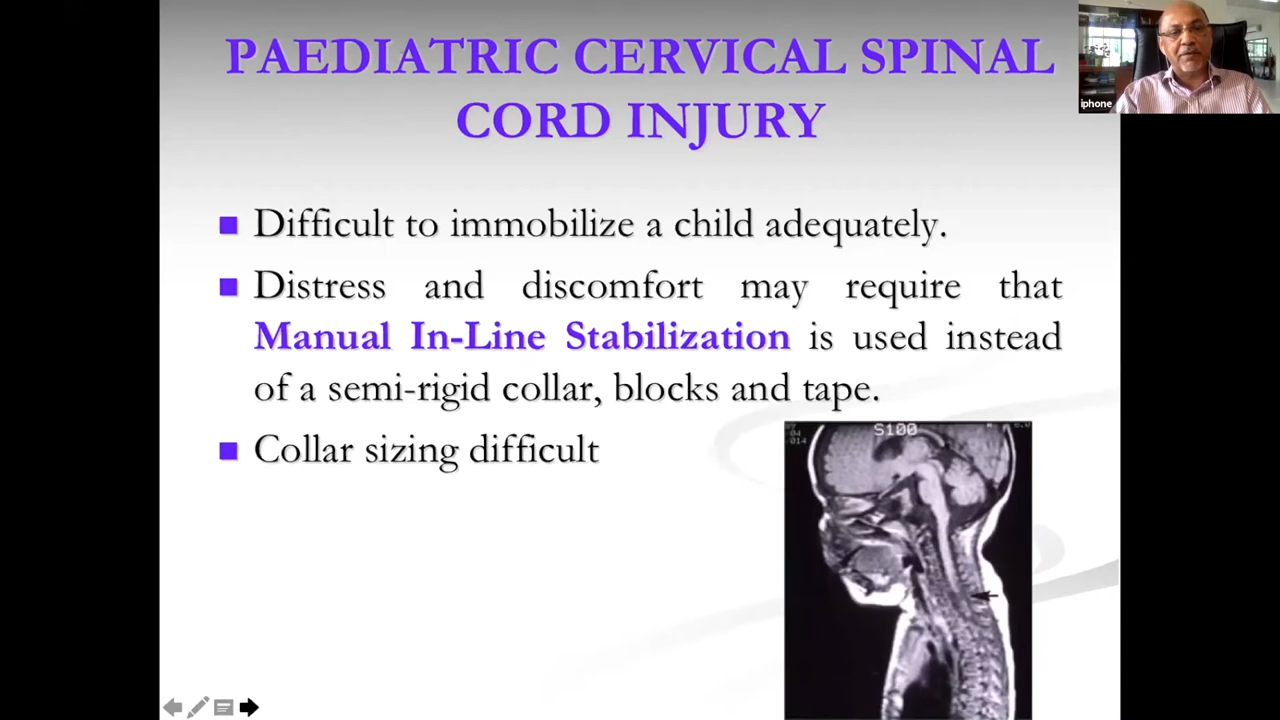 PAEDIATRIC CERVICAL SPINAL
CORD INJURY
iphone
Difficult to immobilize a child adequately.
Distress and discomfort may require that
Manual In-Line Stabilization is used instead
of a semi-rigid collar, blocks and tape.
Collar sizing difficult
S100